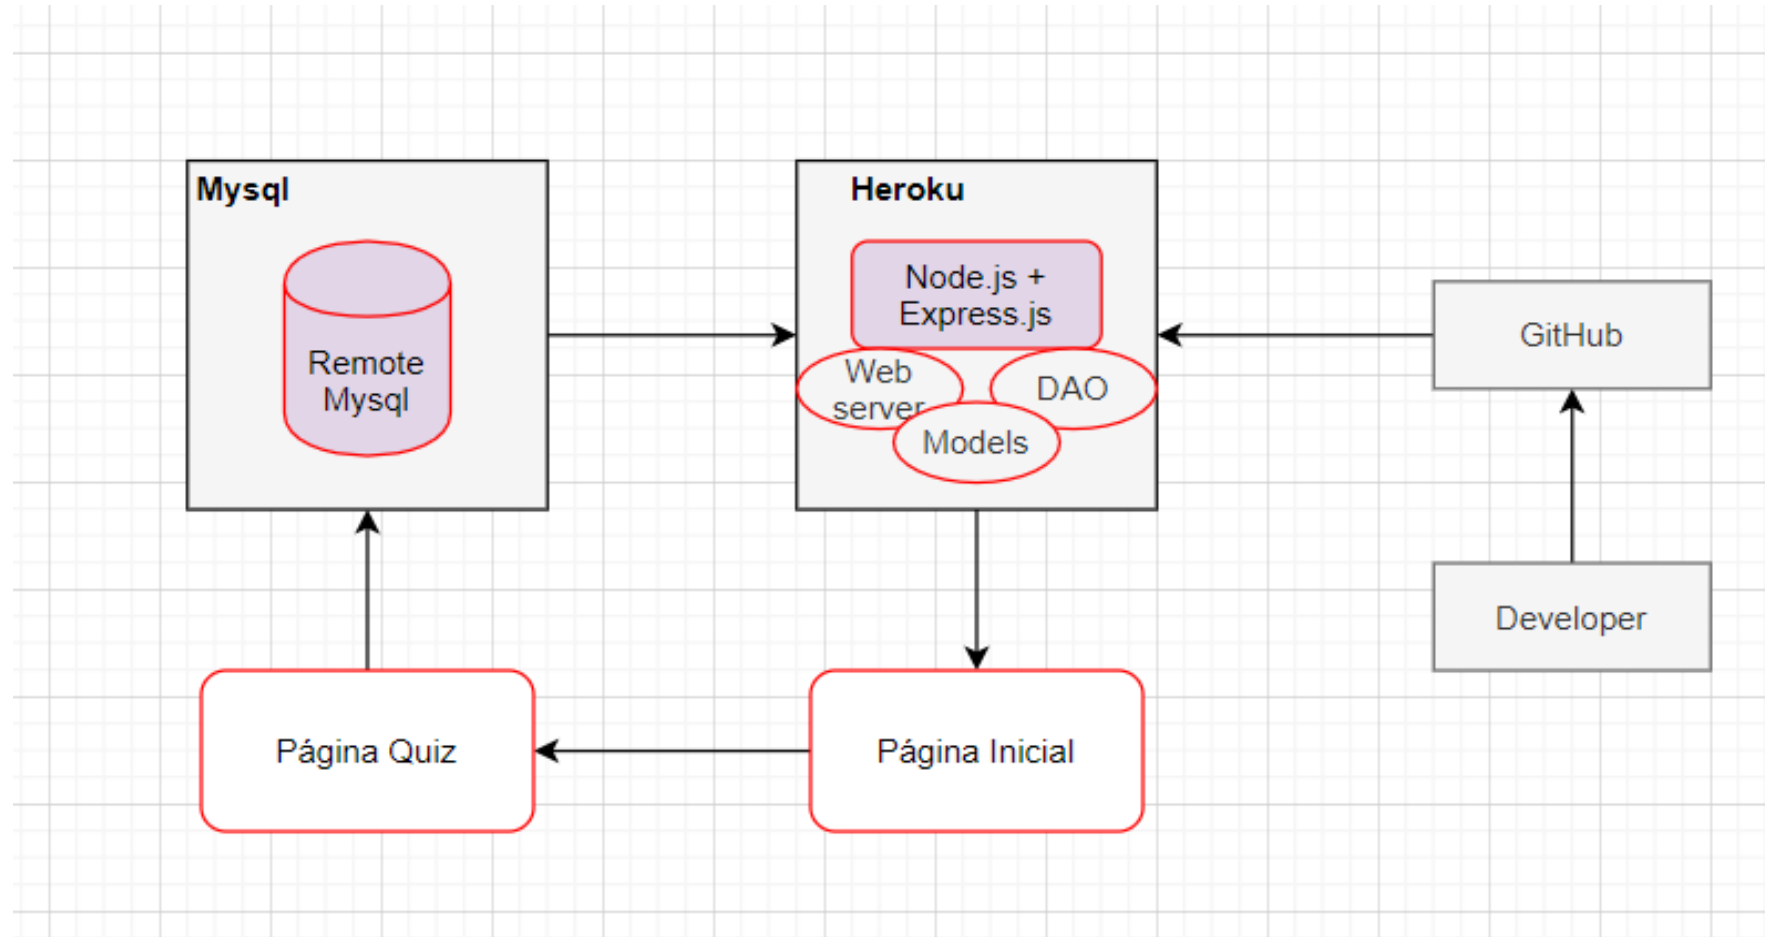 Mysql
Remote
Mysql
Heroku
Node.js +
Express.js
Web
server
DAO
Models
GitHub
Developer
Página Quiz
Página Inicial